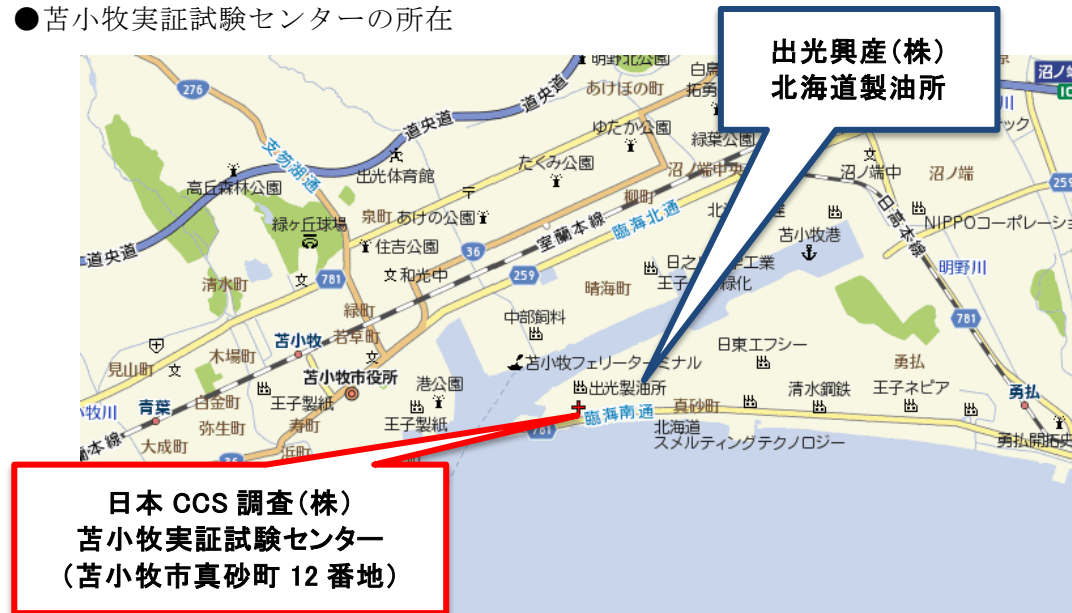 ●苫小牧実証試験センターの所在
出光興産(株)
北海道製油所
明野北公園
あけぼの町
沼ノ端
276
道央道
道央道
ゆたか公園
緑葉公園
支笏湖通
出光体育館
たくみ公園
沼ノ端中
沼ノ端
259
高丘森林公園
柳町
日高本線
NIPPOコーポレーショ
緑ヶ丘球場
泉町
あけの公園
臨海北通
住吉公園
36
室蘭本線
苫小牧港
道央道
和光中
259
明野川
清水町
781
晴海町
緑町
中部飼料
781
苫小牧
若草町
日東エフシー
見山町
木場町
苫小牧フェリーターミナル
勇払
苫小牧市役所
港公園
出光製油所
清水鋼鉄
王子ネピア
勇払
青葉
白金町
王子製紙
王子製紙
臨海南通
真砂町
弥生町
寿町
781
北海道
スメルティングテクノロジー
大成町
浜町
36
日本 CCS 調査(株)
苫小牧実証試験センター
(苫小牧市真砂町 12 番地)